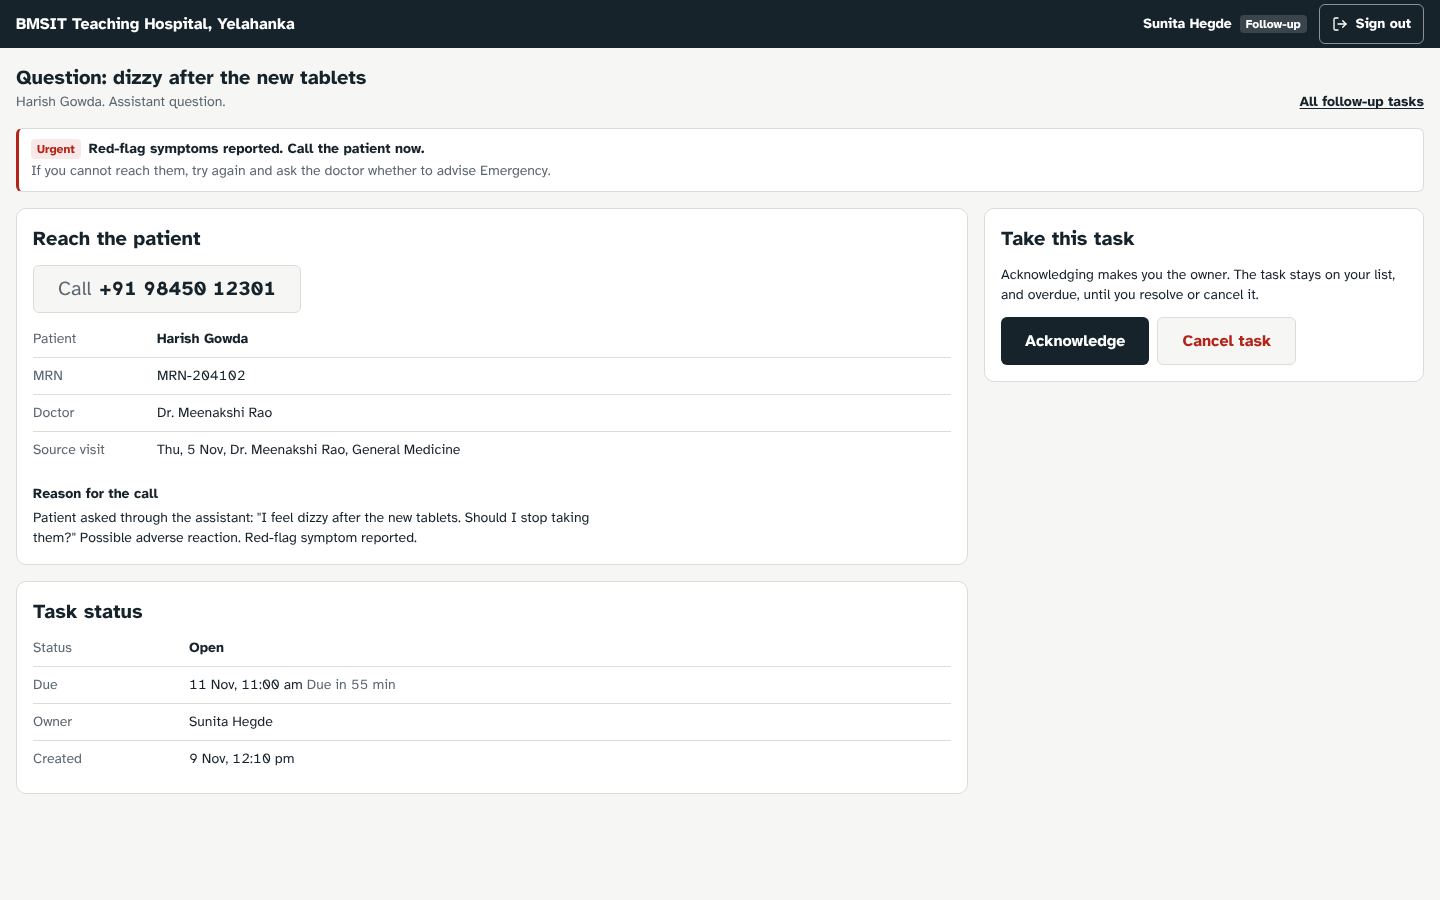 BMSIT Teaching Hospital, Yelahanka
Sunita Hegde Follow-up Sign out
Question: dizzy after the new tablets
Harish Gowda. Assistant question.
All follow-up tasks
Urgent Red-flag symptoms reported. Call the patient now.
If you cannot reach them, try again and ask the doctor whether to advise Emergency.
Reach the patient
Call +91 98450 12301
Patient Harish Gowda
MRN MRN-204102
Doctor Dr. Meenakshi Rao
Source visit Thu, 5 Nov, Dr. Meenakshi Rao, General Medicine
Reason for the call
Patient asked through the assistant: "I feel dizzy after the new tablets. Should I stop taking
them?" Possible adverse reaction. Red-flag symptom reported.
Take this task
Acknowledging makes you the owner. The task stays on your list,
and overdue, until you resolve or cancel it.
Acknowledge Cancel task
Task status
Status Open
Due 11 Nov, 11:00 am Due in 55 min
Owner Sunita Hegde
Created 9 Nov, 12:10 pm